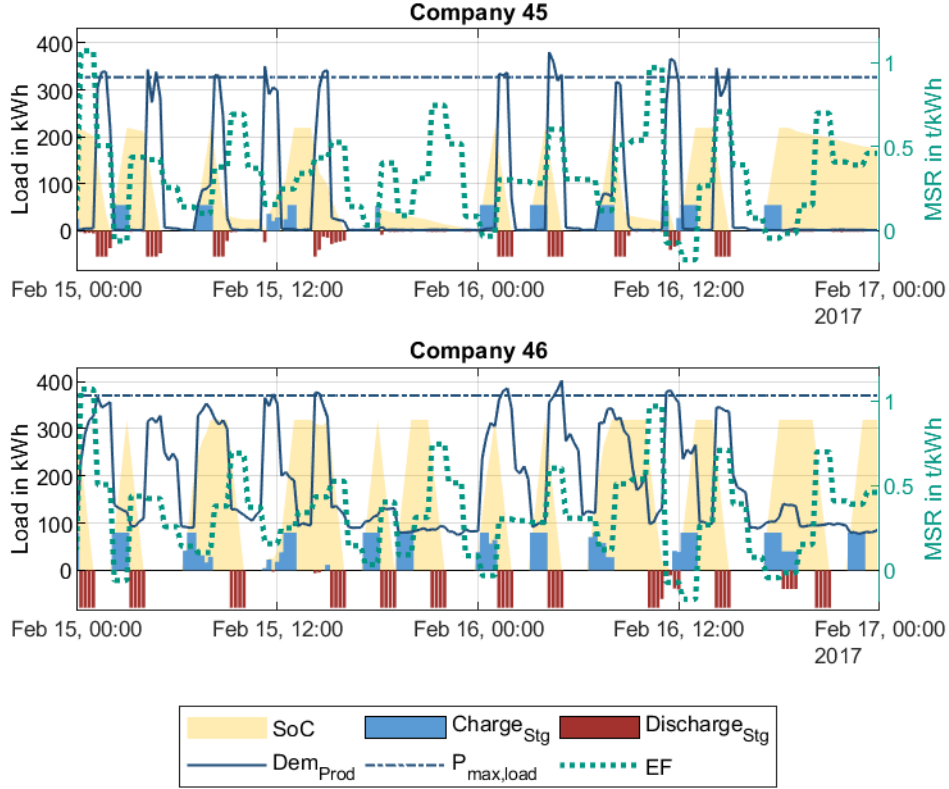 Company 45
400
300
200
100
0
Load in kWh
1
0.5
0
MSR in t/kWh
Feb 15, 00:00 Feb 15, 12:00 Feb 16, 00:00 Feb 16, 12:00 Feb 17, 00:00
2017
Company 46
400
300
200
100
0
Load in kWh
1
0.5
0
MSR in t/kWh
Feb 15, 00:00 Feb 15, 12:00 Feb 16, 00:00 Feb 16, 12:00 Feb 17, 00:00
2017
SoC Charge_Stg Discharge_Stg
Dem_Prod P_max,load EF